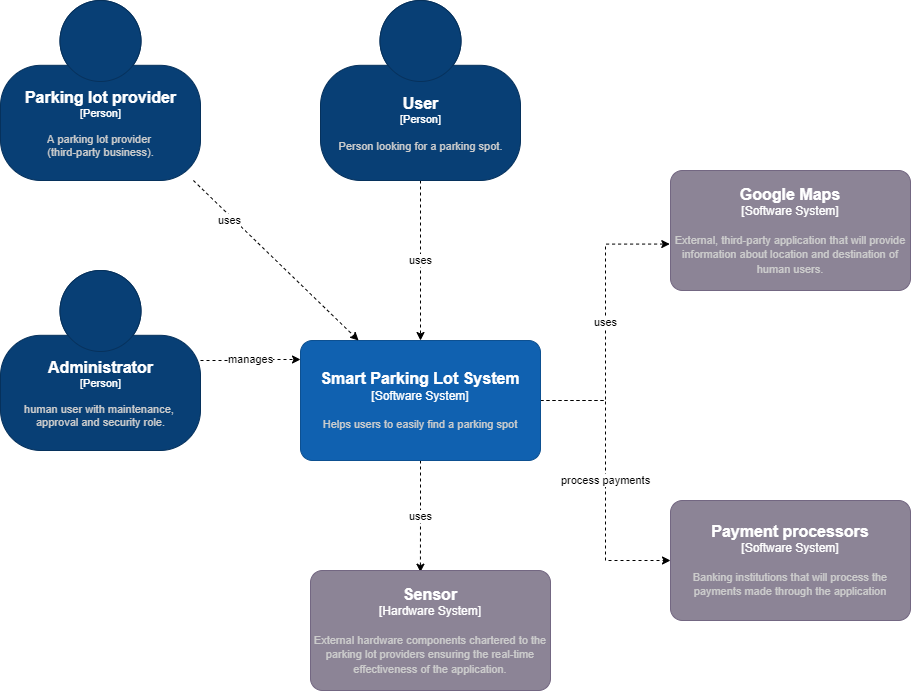 Parking lot provider
[Person]
A parking lot provider
(third-party business).
User
[Person]
Person looking for a parking spot.
Google Maps
[Software System]
External, third-party application that will provide
information about location and destination of
human users.
uses
uses
uses
Administrator
[Person]
human user with maintenance,
approval and security role.
manages
Smart Parking Lot System
[Software System]
Helps users to easily find a parking spot
process payments
uses
Payment processors
[Software System]
Banking institutions that will process the
payments made through the application
Sensor
[Hardware System]
External hardware components chartered to the
parking lot providers ensuring the real-time
effectiveness of the application.